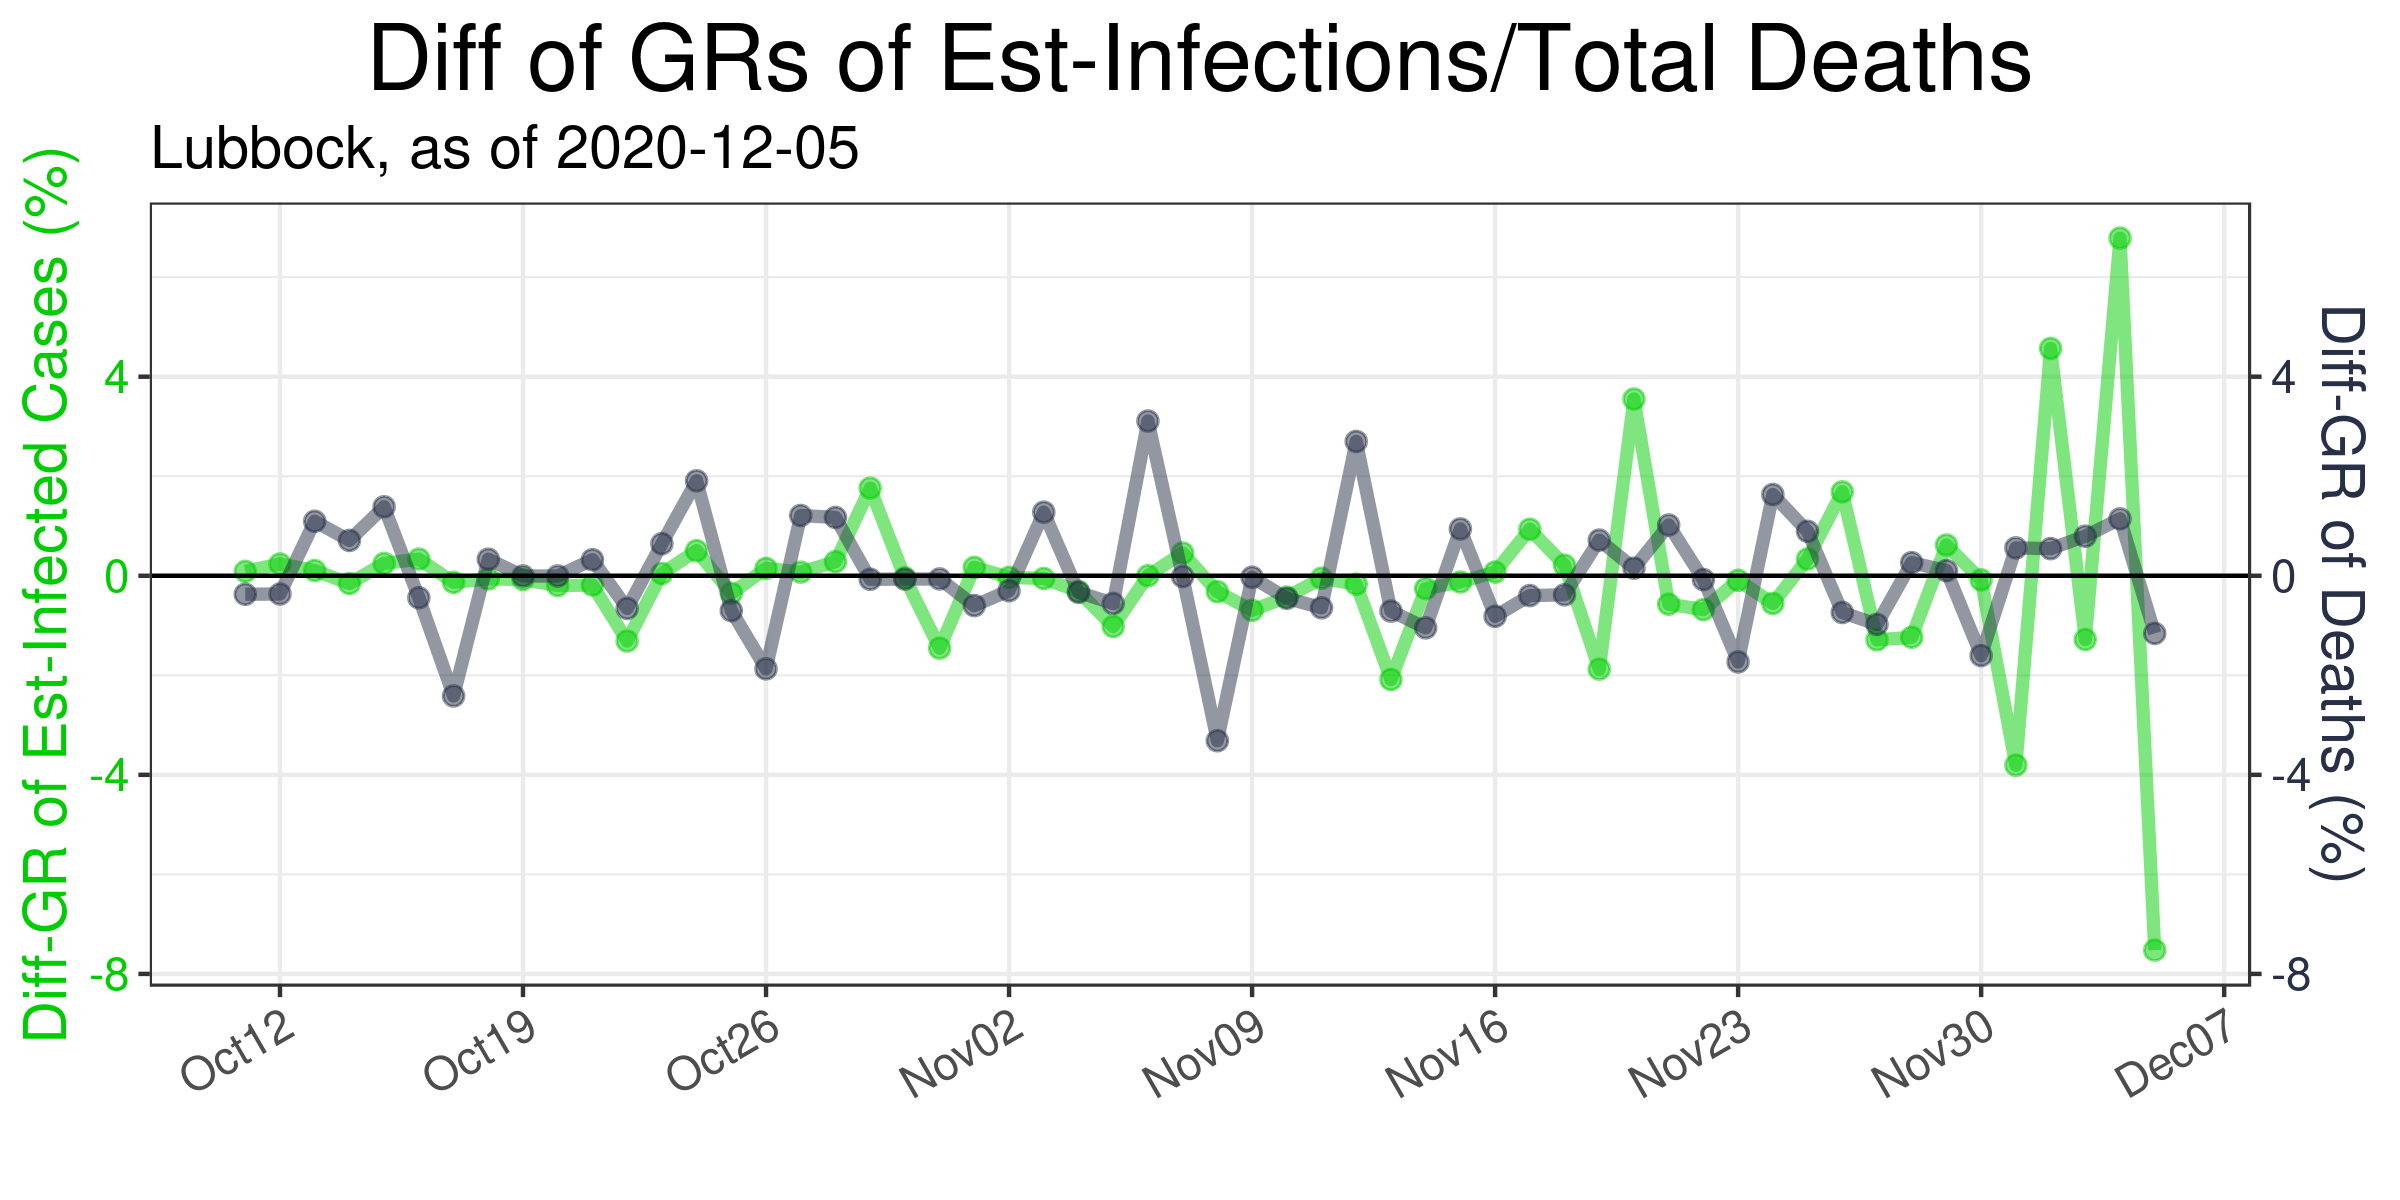 Diff of GRs of Est-Infections/Total Deaths
Lubbock, as of 2020-12-05
Diff-GR of Est-Infected Cases (%)
4
0
-4
-8
4
0
-4
-8
Diff-GR of Deaths (%)
Oct12
Oct19
Oct26
Nov02
Nov09
Nov16
Nov23
Nov30
Dec07